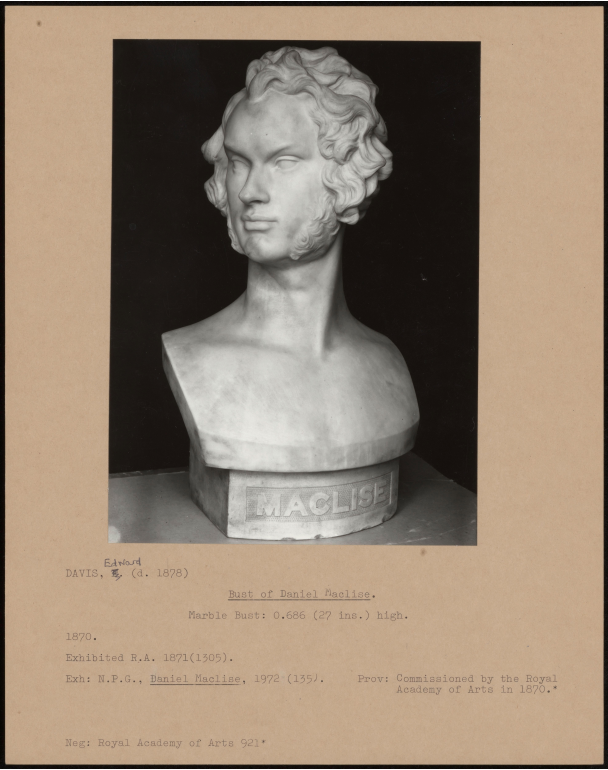 MACLISE
Edward
DAVIS, E, (d. 1878)
Bust of Daniel Maclise.
Marble Bust: 0.686 (27 ins.) high.
1870.
Exhibited R.A. 1871(1305).
Exh: N.P.G., Daniel Maclise, 1972 (135). Prov: Commissioned by the Royal
Academy of Arts in 1870.*
Neg: Royal Academy of Arts 921*